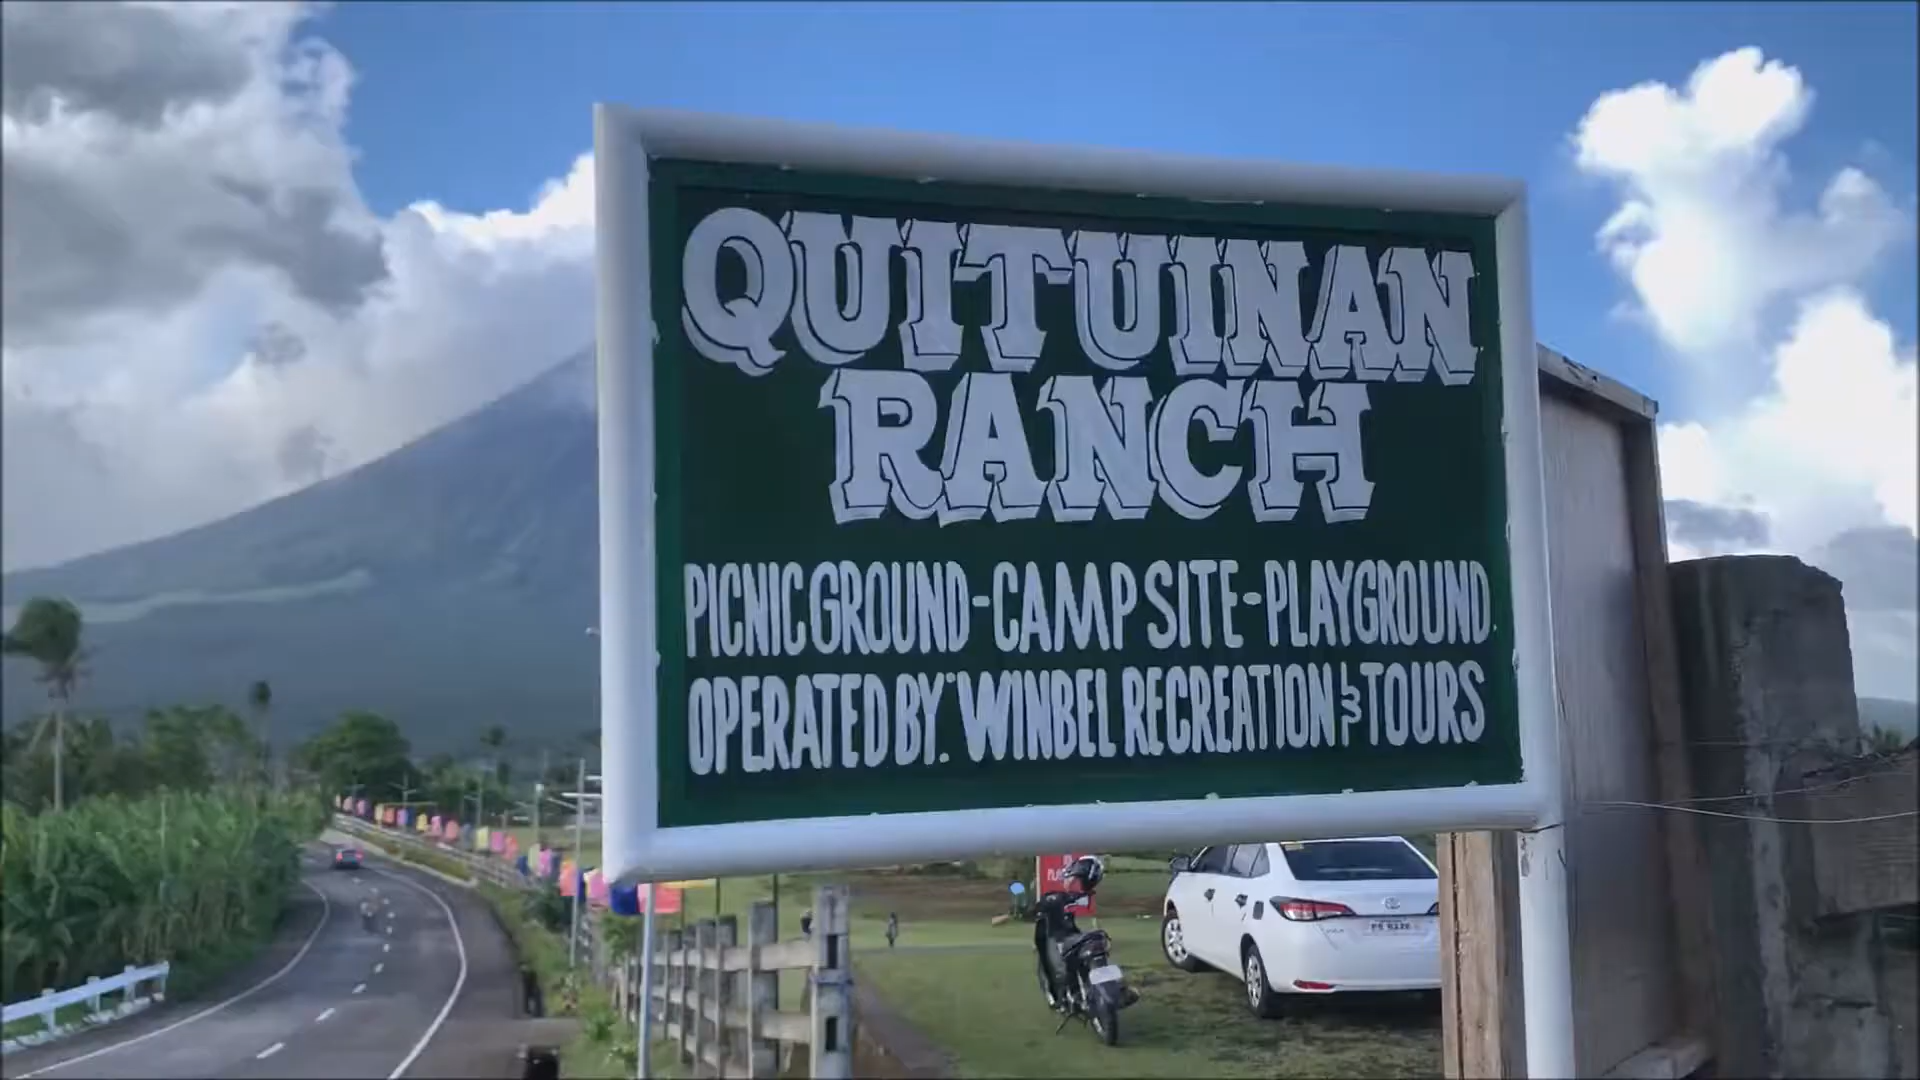 QUITUINAN
RANCH
PICNIC GROUND-CAMP SITE-PLAYGROUND
OPERATED BY: WINBEL RECREATION & TOURS